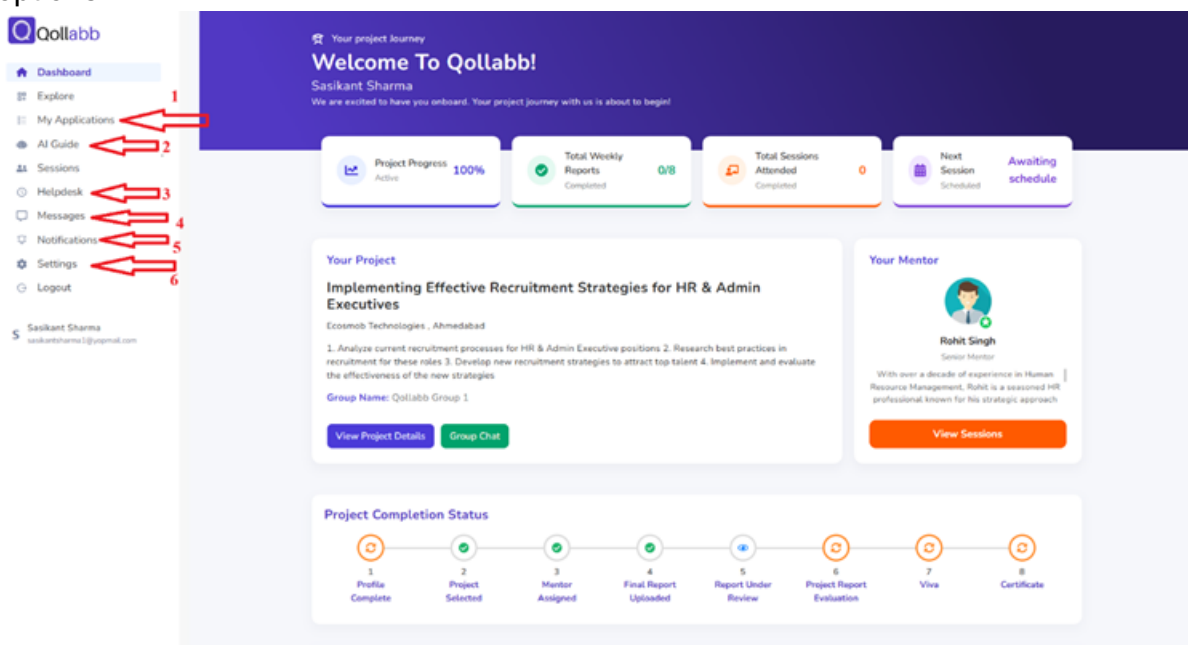 Qollabb
Dashboard
Explore
1
My Applications
AI Guide
2
Sessions
Helpdesk
3
Messages
4
Notifications
5
Settings
6
Logout
S
Sasikant Sharma
sasikantsharma1@yopmail.com
Your project Journey
Welcome To Qollabb!
Sasikant Sharma
We are excited to have you onboard. Your project journey with us is about to begin!
Project Progress
Active
100%
Total Weekly
Reports
Completed
0/8
Total Sessions
Attended
Completed
0
Next
Session
Scheduled
Awaiting
schedule
Your Project
Implementing Effective Recruitment Strategies for HR & Admin
Executives
Ecosmob Technologies , Ahmedabad
1. Analyze current recruitment processes for HR & Admin Executive positions 2. Research best practices in
recruitment for these roles 3. Develop new recruitment strategies to attract top talent 4. Implement and evaluate
the effectiveness of the new strategies
Group Name: Qollabb Group 1
View Project Details
Group Chat
Your Mentor
Rohit Singh
Senior Mentor
With over a decade of experience in Human
Resource Management, Rohit is a seasoned HR
professional known for his strategic approach
View Sessions
Project Completion Status
1
Profile
Complete
2
Project
Selected
3
Mentor
Assigned
4
Final Report
Uploaded
5
Report Under
Review
6
Project Report
Evaluation
7
Viva
8
Certificate